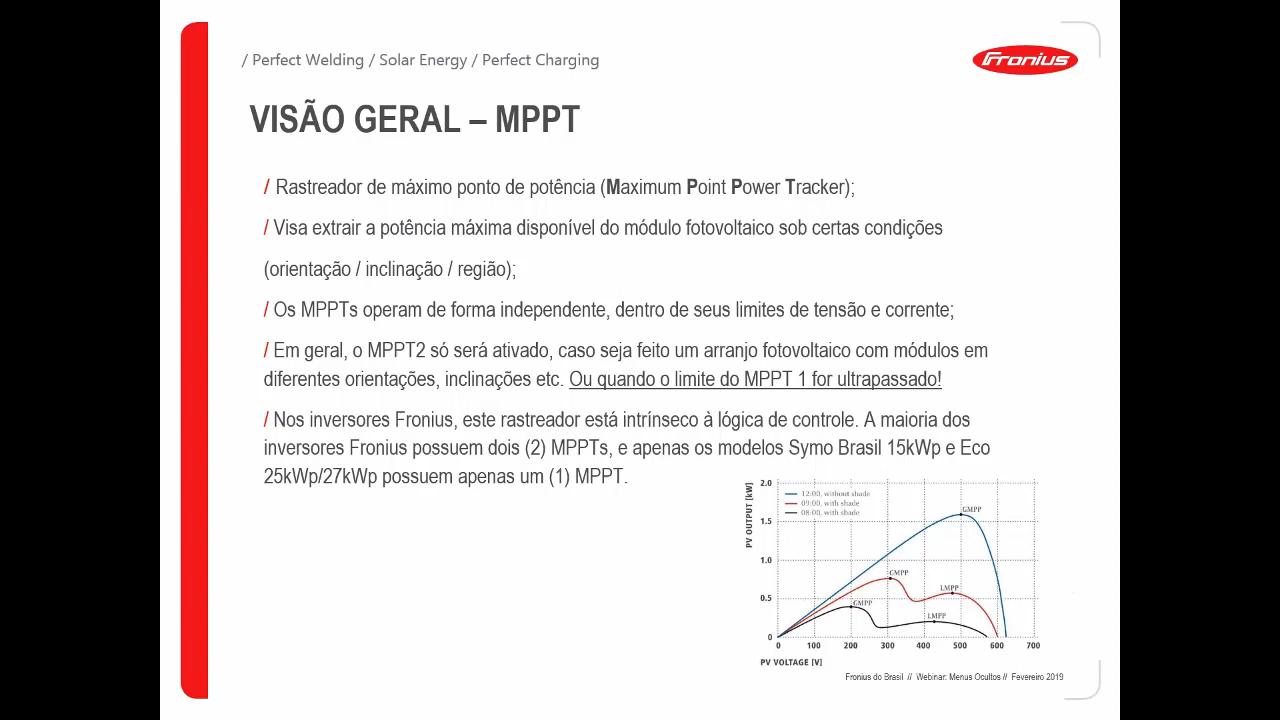 / Perfect Welding / Solar Energy / Perfect Charging
Fronius
VISÃO GERAL – MPPT
/ Rastreador de máximo ponto de potência (Maximum Point Power Tracker);
/ Visa extrair a potência máxima disponível do módulo fotovoltaico sob certas condições
(orientação / inclinação / região);
/ Os MPPTs operam de forma independente, dentro de seus limites de tensão e corrente;
/ Em geral, o MPPT2 só será ativado, caso seja feito um arranjo fotovoltaico com módulos em
diferentes orientações, inclinações etc. Ou quando o limite do MPPT 1 for ultrapassado!
/ Nos inversores Fronius, este rastreador está intrínseco à lógica de controle. A maioria dos
inversores Fronius possuem dois (2) MPPTs, e apenas os modelos Symo Brasil 15kWp e Eco
25kWp/27kWp possuem apenas um (1) MPPT.
PV OUTPUT [kW]
2.0
1.5
1.0
0.5
0
12:00, without shade
09:00, with shade
08:00, with shade
GMPP
GMPP
LMPP
GMPP
LMPP
0 100 200 300 400 500 600 700
PV VOLTAGE [V]
Fronius do Brasil // Webinar: Menus Ocultos // Fevereiro 2019